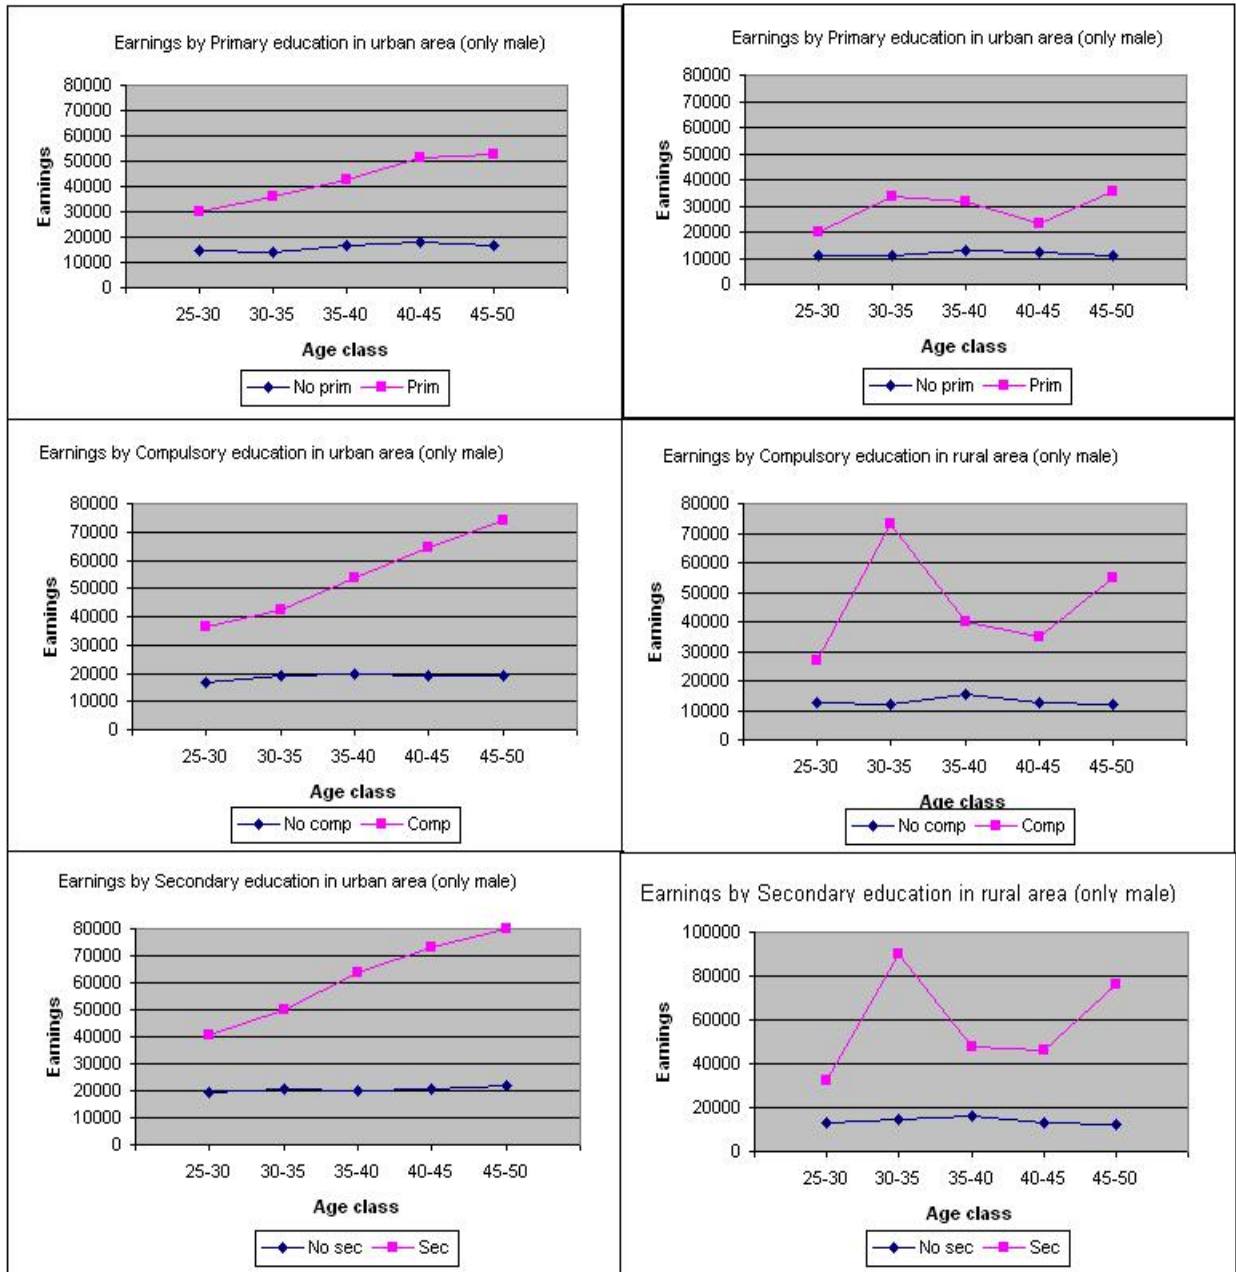 Earnings by Primary education in urban area (only male)
80000
70000
60000
50000
40000
30000
20000
10000
0
Earnings
25-30 30-35 35-40 40-45 45-50
Age class
No prim Prim
Earnings by Primary education in urban area (only male)
80000
70000
60000
50000
40000
30000
20000
10000
0
Earnings
25-30 30-35 35-40 40-45 45-50
Age class
No prim Prim
Earnings by Compulsory education in urban area (only male)
80000
70000
60000
50000
40000
30000
20000
10000
0
Earnings
25-30 30-35 35-40 40-45 45-50
Age class
No comp Comp
Earnings by Compulsory education in rural area (only male)
80000
70000
60000
50000
40000
30000
20000
10000
0
Earnings
25-30 30-35 35-40 40-45 45-50
Age class
No comp Comp
Earnings by Secondary education in urban area (only male)
80000
70000
60000
50000
40000
30000
20000
10000
0
Earnings
25-30 30-35 35-40 40-45 45-50
Age class
No sec Sec
Earnings by Secondary education in rural area (only male)
100000
80000
60000
40000
20000
0
Earnings
25-30 30-35 35-40 40-45 45-50
Age class
No sec Sec